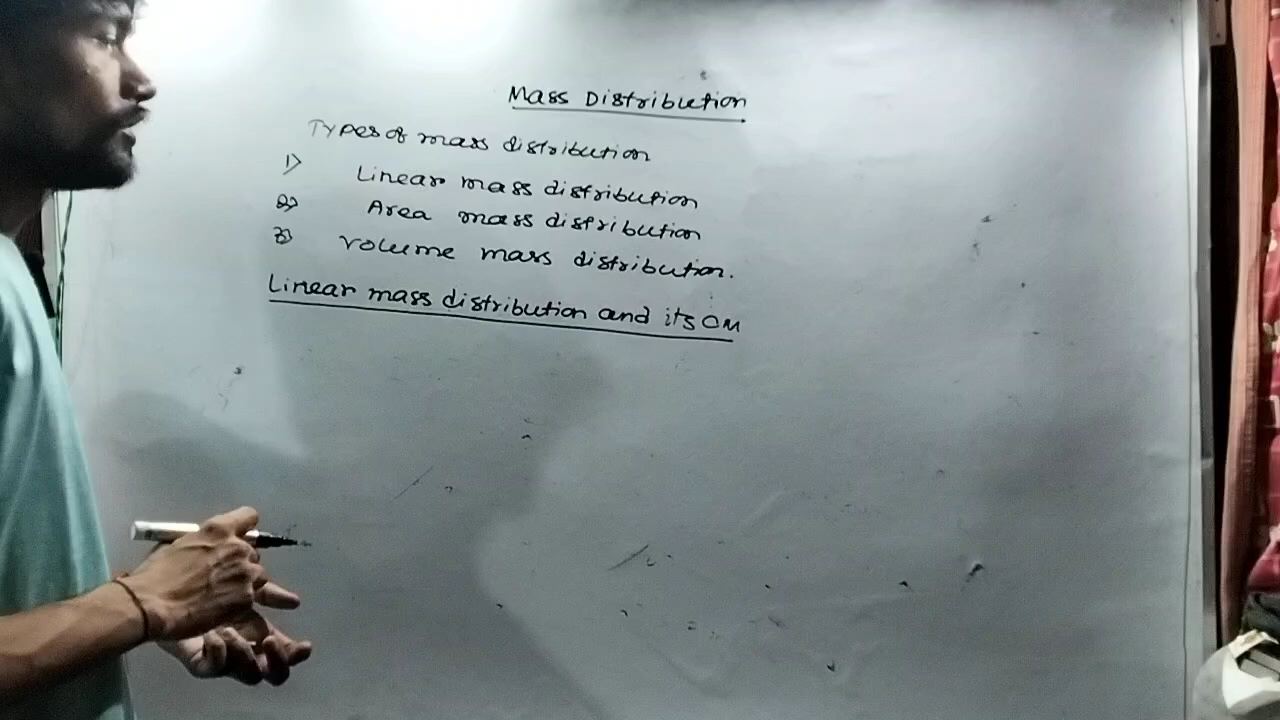 Mass Distribution
Types of mass distribution
1) Linear mass distribution
2) Area mass distribution
3) Volume mass distribution.
Linear mass distribution and its CM